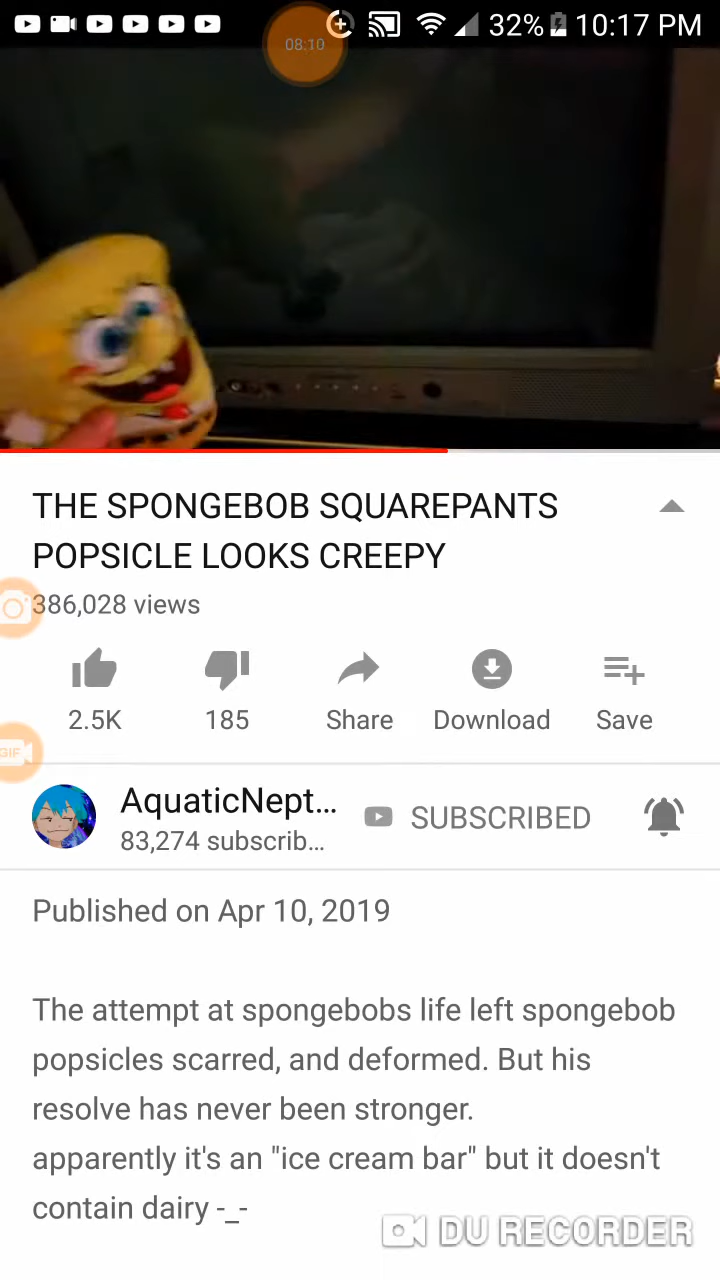 08:10
32% 10:17 PM
THE SPONGEBOB SQUAREPANTS
POPSICLE LOOKS CREEPY
386,028 views
2.5K 185 Share Download Save
GIF
AquaticNept... SUBSCRIBED
83,274 subscrib...
Published on Apr 10, 2019
The attempt at spongebobs life left spongebob
popsicles scarred, and deformed. But his
resolve has never been stronger.
apparently it's an "ice cream bar" but it doesn't
contain dairy -_-
DU RECORDER